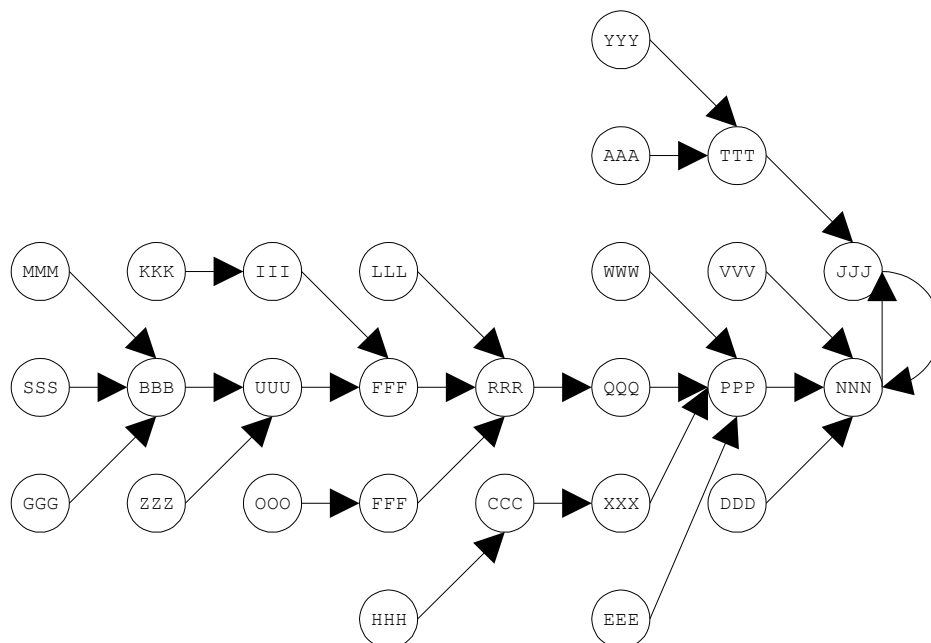 YYY
AAA TTT
MMM KKK III LLL WWW VVV JJJ
SSS BBB UUU FFF RRR QQQ PPP NNN
GGG ZZZ OOO FFF CCC XXX DDD
HHH EEE